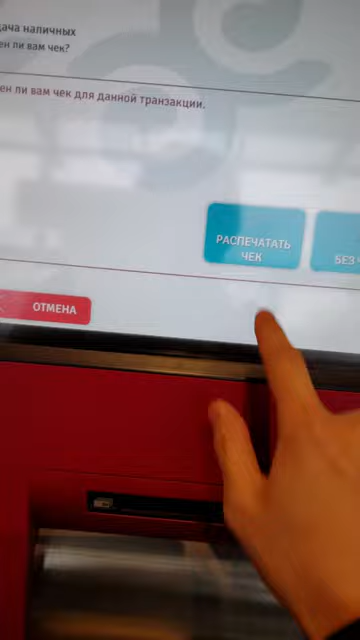 дача наличных
ен ли вам чек?
ен ли вам чек для данной транзакции.
РАСПЕЧАТАТЬ
ЧЕК
БЕЗ
ОТМЕНА